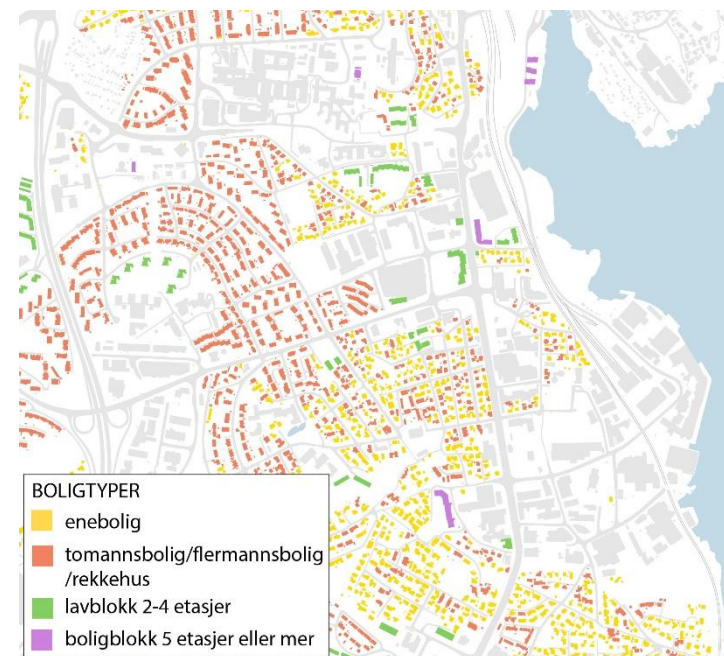 BOLIGTYPER
enebolig
tomannsbolig/flermannsbolig
/rekkehus
lavblokk 2-4 etasjer
boligblokk 5 etasjer eller mer